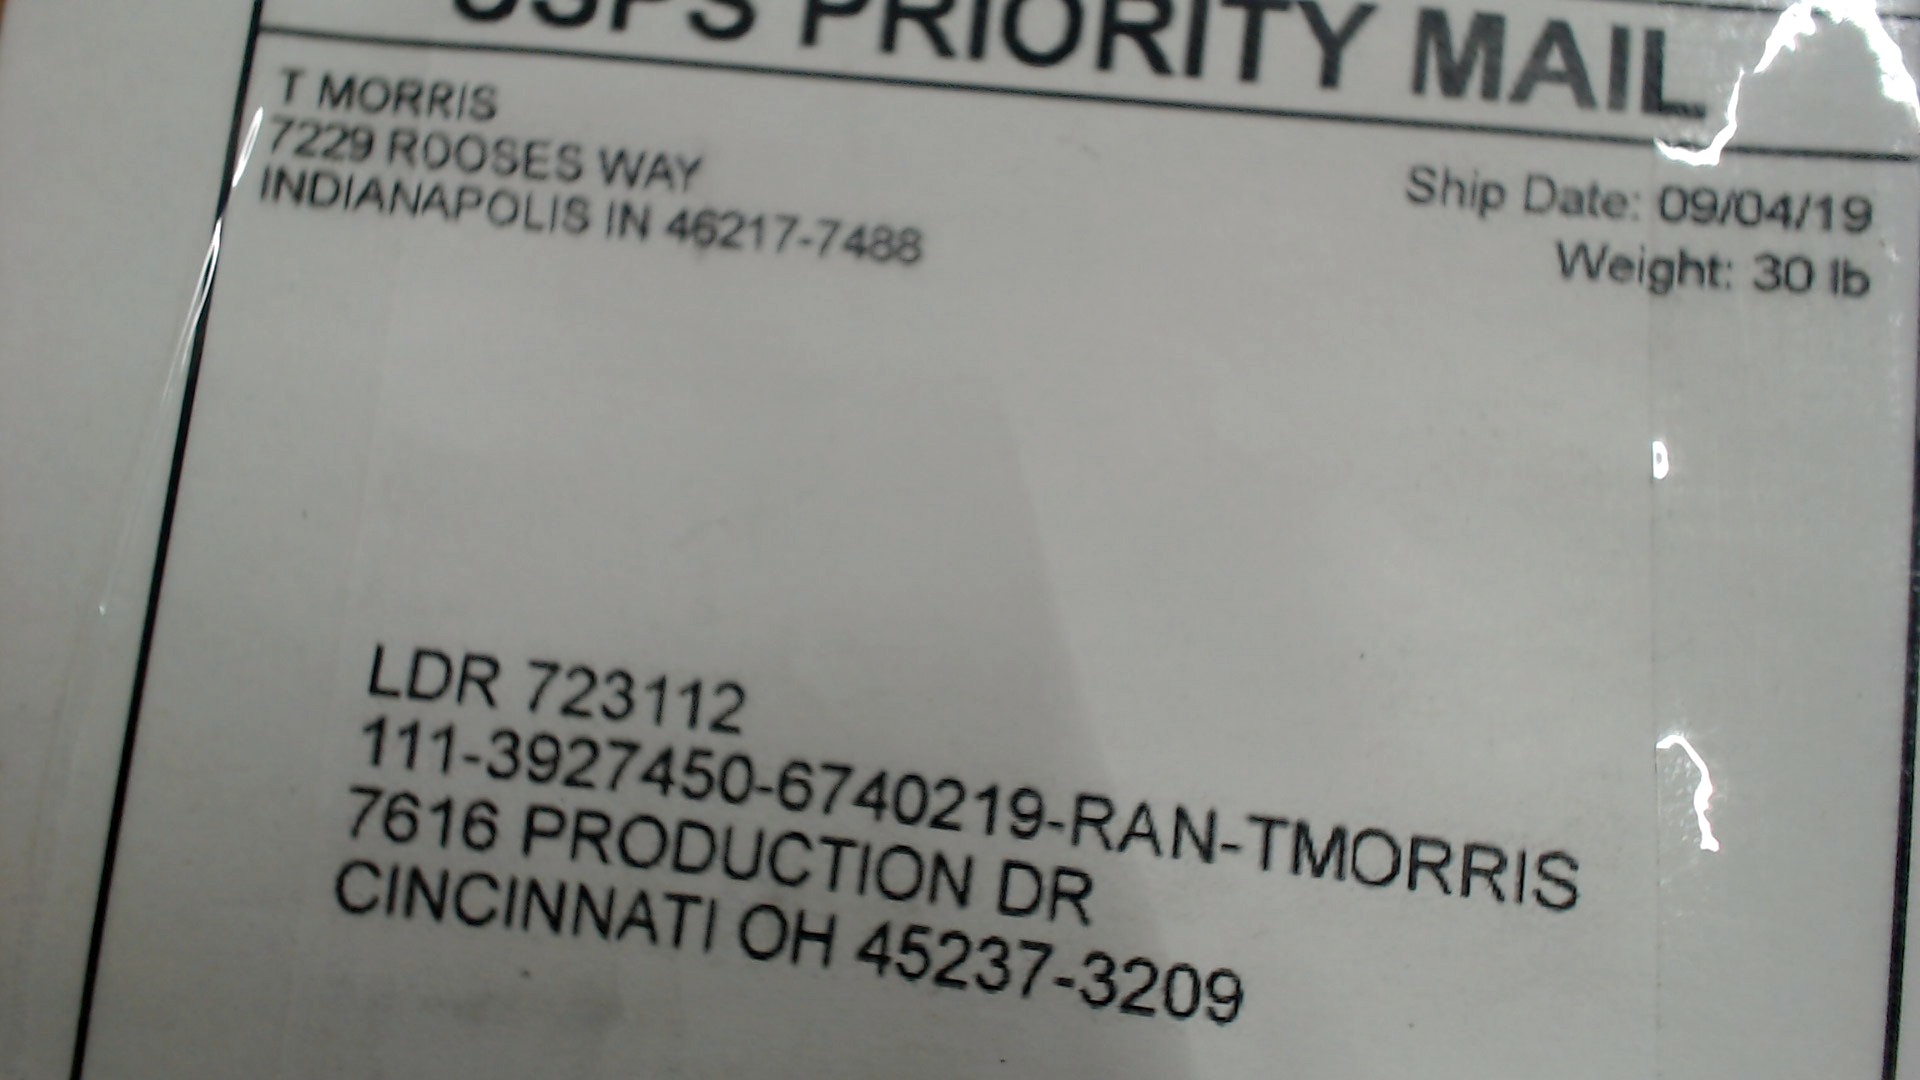 USPS PRIORITY MAIL
T MORRIS
7229 ROOSES WAY
INDIANAPOLIS IN 46217-7488
Ship Date: 09/04/19
Weight: 30 lb
LDR 723112
111-3927450-6740219-RAN-TMORRIS
7616 PRODUCTION DR
CINCINNATI OH 45237-3209